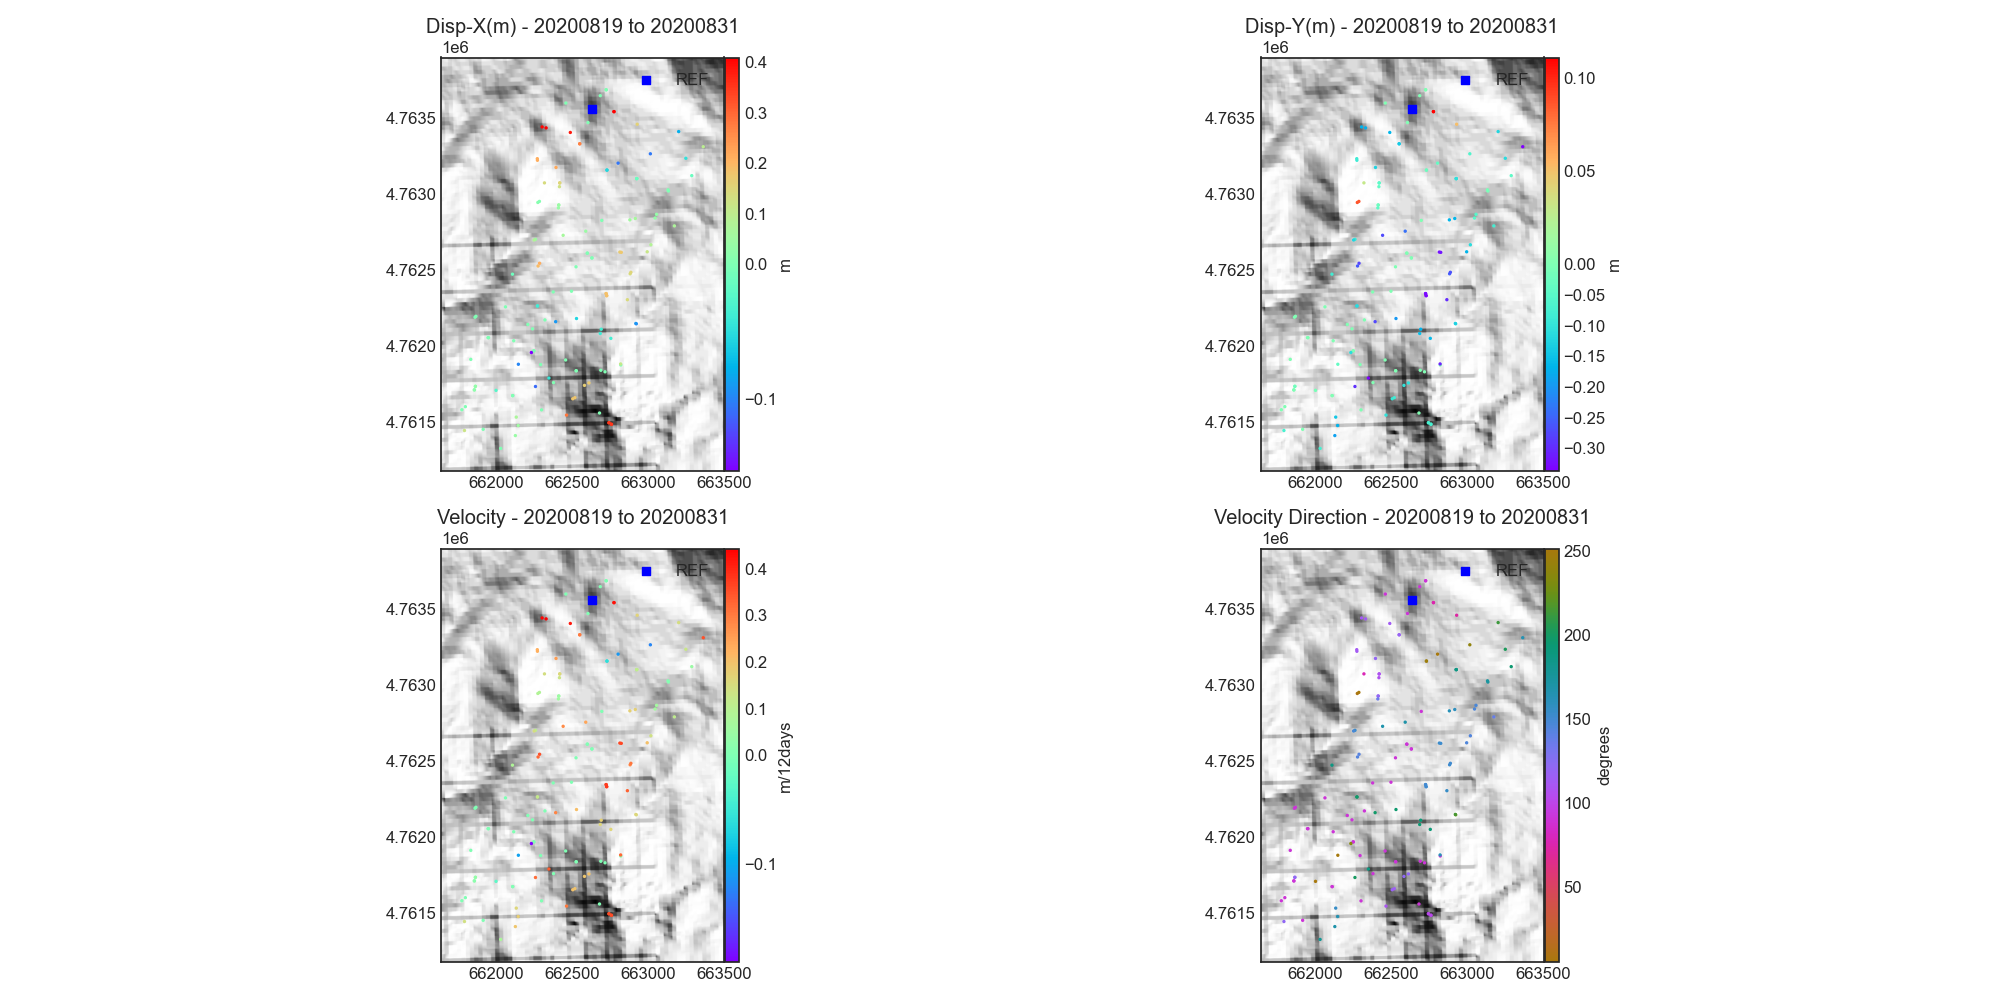 Disp-X(m) - 20200819 to 20200831
1e6
REF
4.7635
4.7630
4.7625
4.7620
4.7615
662000 662500 663000 663500
0.4
0.3
0.2
0.1
0.0
−0.1
m
Disp-Y(m) - 20200819 to 20200831
1e6
REF
4.7635
4.7630
4.7625
4.7620
4.7615
662000 662500 663000 663500
0.10
0.05
0.00
−0.05
−0.10
−0.15
−0.20
−0.25
−0.30
m
Velocity - 20200819 to 20200831
1e6
REF
4.7635
4.7630
4.7625
4.7620
4.7615
662000 662500 663000 663500
0.4
0.3
0.2
0.1
0.0
−0.1
m/12days
Velocity Direction - 20200819 to 20200831
1e6
REF
4.7635
4.7630
4.7625
4.7620
4.7615
662000 662500 663000 663500
250
200
150
100
50
degrees